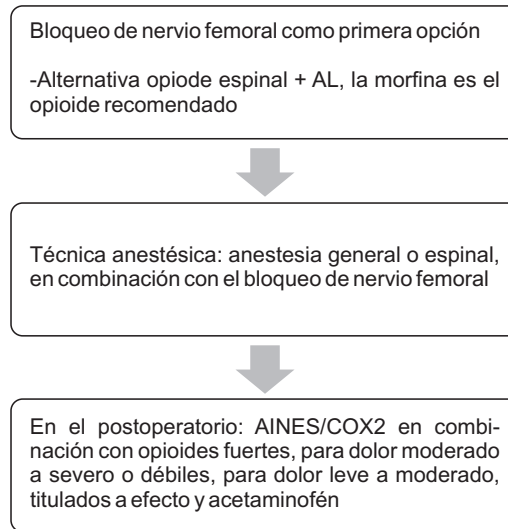 Bloqueo de nervio femoral como primera opción
-Alternativa opiode espinal + AL, la morfina es el
opioide recomendado
Técnica anestésica: anestesia general o espinal,
en combinación con el bloqueo de nervio femoral
En el postoperatorio: AINES/COX2 en combi-
nación con opioides fuertes, para dolor moderado
a severo o débiles, para dolor leve a moderado,
titulados a efecto y acetaminofén